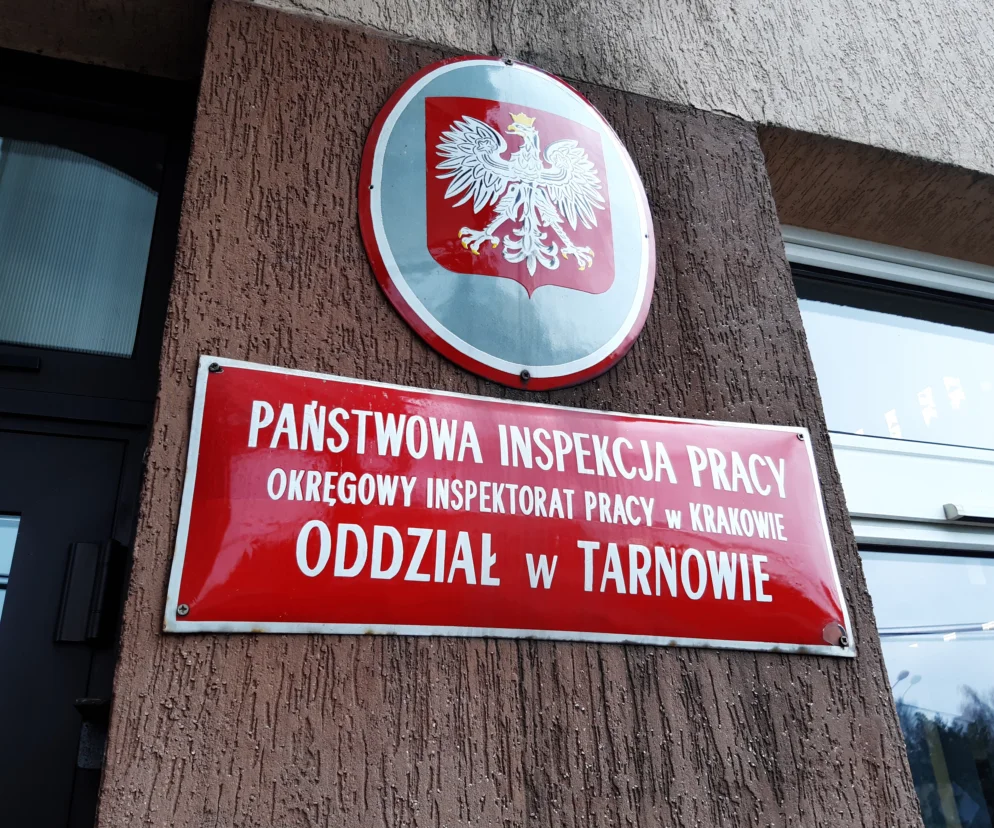 PAŃSTWOWA INSPEKCJA PRACY
OKRĘGOWY INSPEKTORAT PRACY w KRAKOWIE
ODDZIAŁ w TARNOWIE